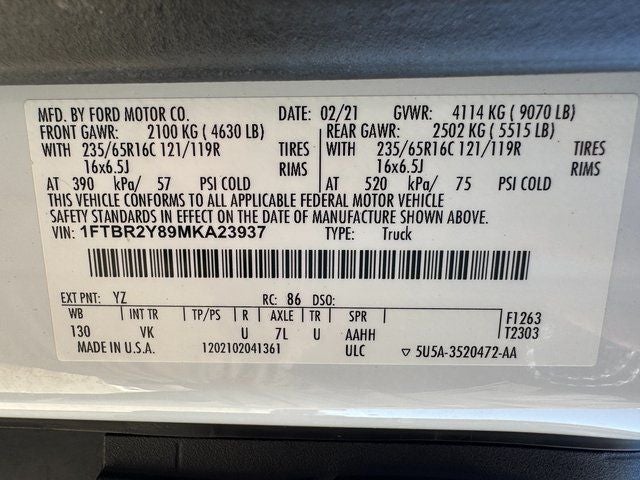 MFD. BY FORD MOTOR CO. DATE: 02/21 GVWR: 4114 KG ( 9070 LB)
FRONT GAWR: 2100 KG ( 4630 LB) REAR GAWR: 2502 KG ( 5515 LB)
WITH 235/65R16C 121/119R TIRES WITH 235/65R16C 121/119R TIRES
16x6.5J RIMS 16x6.5J RIMS
AT 390 kPa/ 57 PSI COLD AT 520 kPa/ 75 PSI COLD
THIS VEHICLE CONFORMS TO ALL APPLICABLE FEDERAL MOTOR VEHICLE
SAFETY STANDARDS IN EFFECT ON THE DATE OF MANUFACTURE SHOWN ABOVE.
VIN: 1FTBR2Y89MKA23937 TYPE: Truck
EXT PNT: YZ RC: 86 DSO:
WB INT TR TP/PS R AXLE TR SPR F1263
130 VK U 7L U AAHH T2303
MADE IN U.S.A. 1202102041361 ULC ▽ 5U5A-3520472-AA